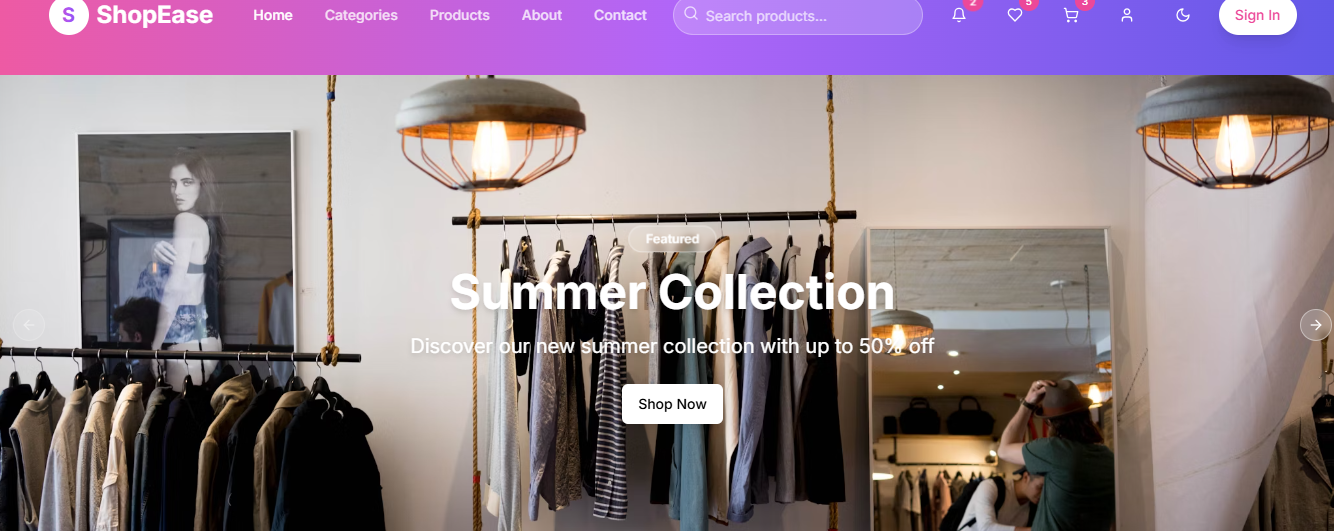 S ShopEase Home Categories Products About Contact Search products... 2 5 3 Sign In
Featured
Summer Collection
Discover our new summer collection with up to 50% off
Shop Now